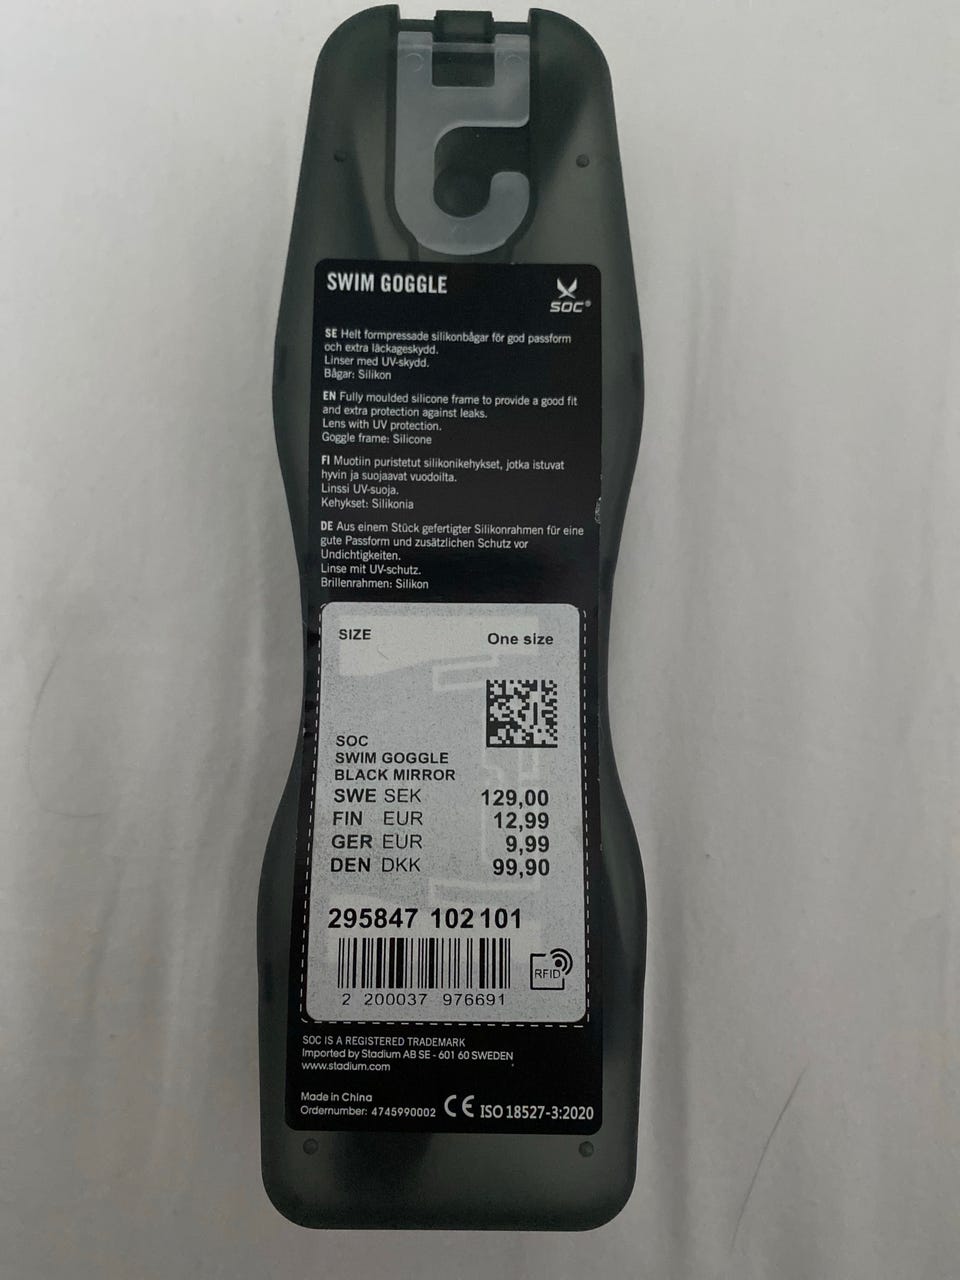 SWIM GOGGLE
SOC®
SE Helt formpressade silikonbågar för god passform
och extra läckageskydd.
Linser med UV-skydd.
Bågar: Silikon
EN Fully moulded silicone frame to provide a good fit
and extra protection against leaks.
Lens with UV protection.
Goggle frame: Silicone
FI Muotiin puristetut silikonikehykset, jotka istuvat
hyvin ja suojaavat vuodoilta.
Linssi UV-suoja.
Kehykset: Silikonia
DE Aus einem Stück gefertigter Silikonrahmen für eine
gute Passform und zusätzlichen Schutz vor
Undichtigkeiten.
Linse mit UV-schutz.
Brillenrahmen: Silikon
SIZE One size
SOC
SWIM GOGGLE
BLACK MIRROR
SWE SEK 129,00
FIN EUR 12,99
GER EUR 9,99
DEN DKK 99,90
295847 102 101
RFID
2 200037 976691
SOC IS A REGISTERED TRADEMARK
Imported by Stadium AB SE - 601 60 SWEDEN
www.stadium.com
Made in China
Ordernumber: 4745990002 CE ISO 18527-3:2020